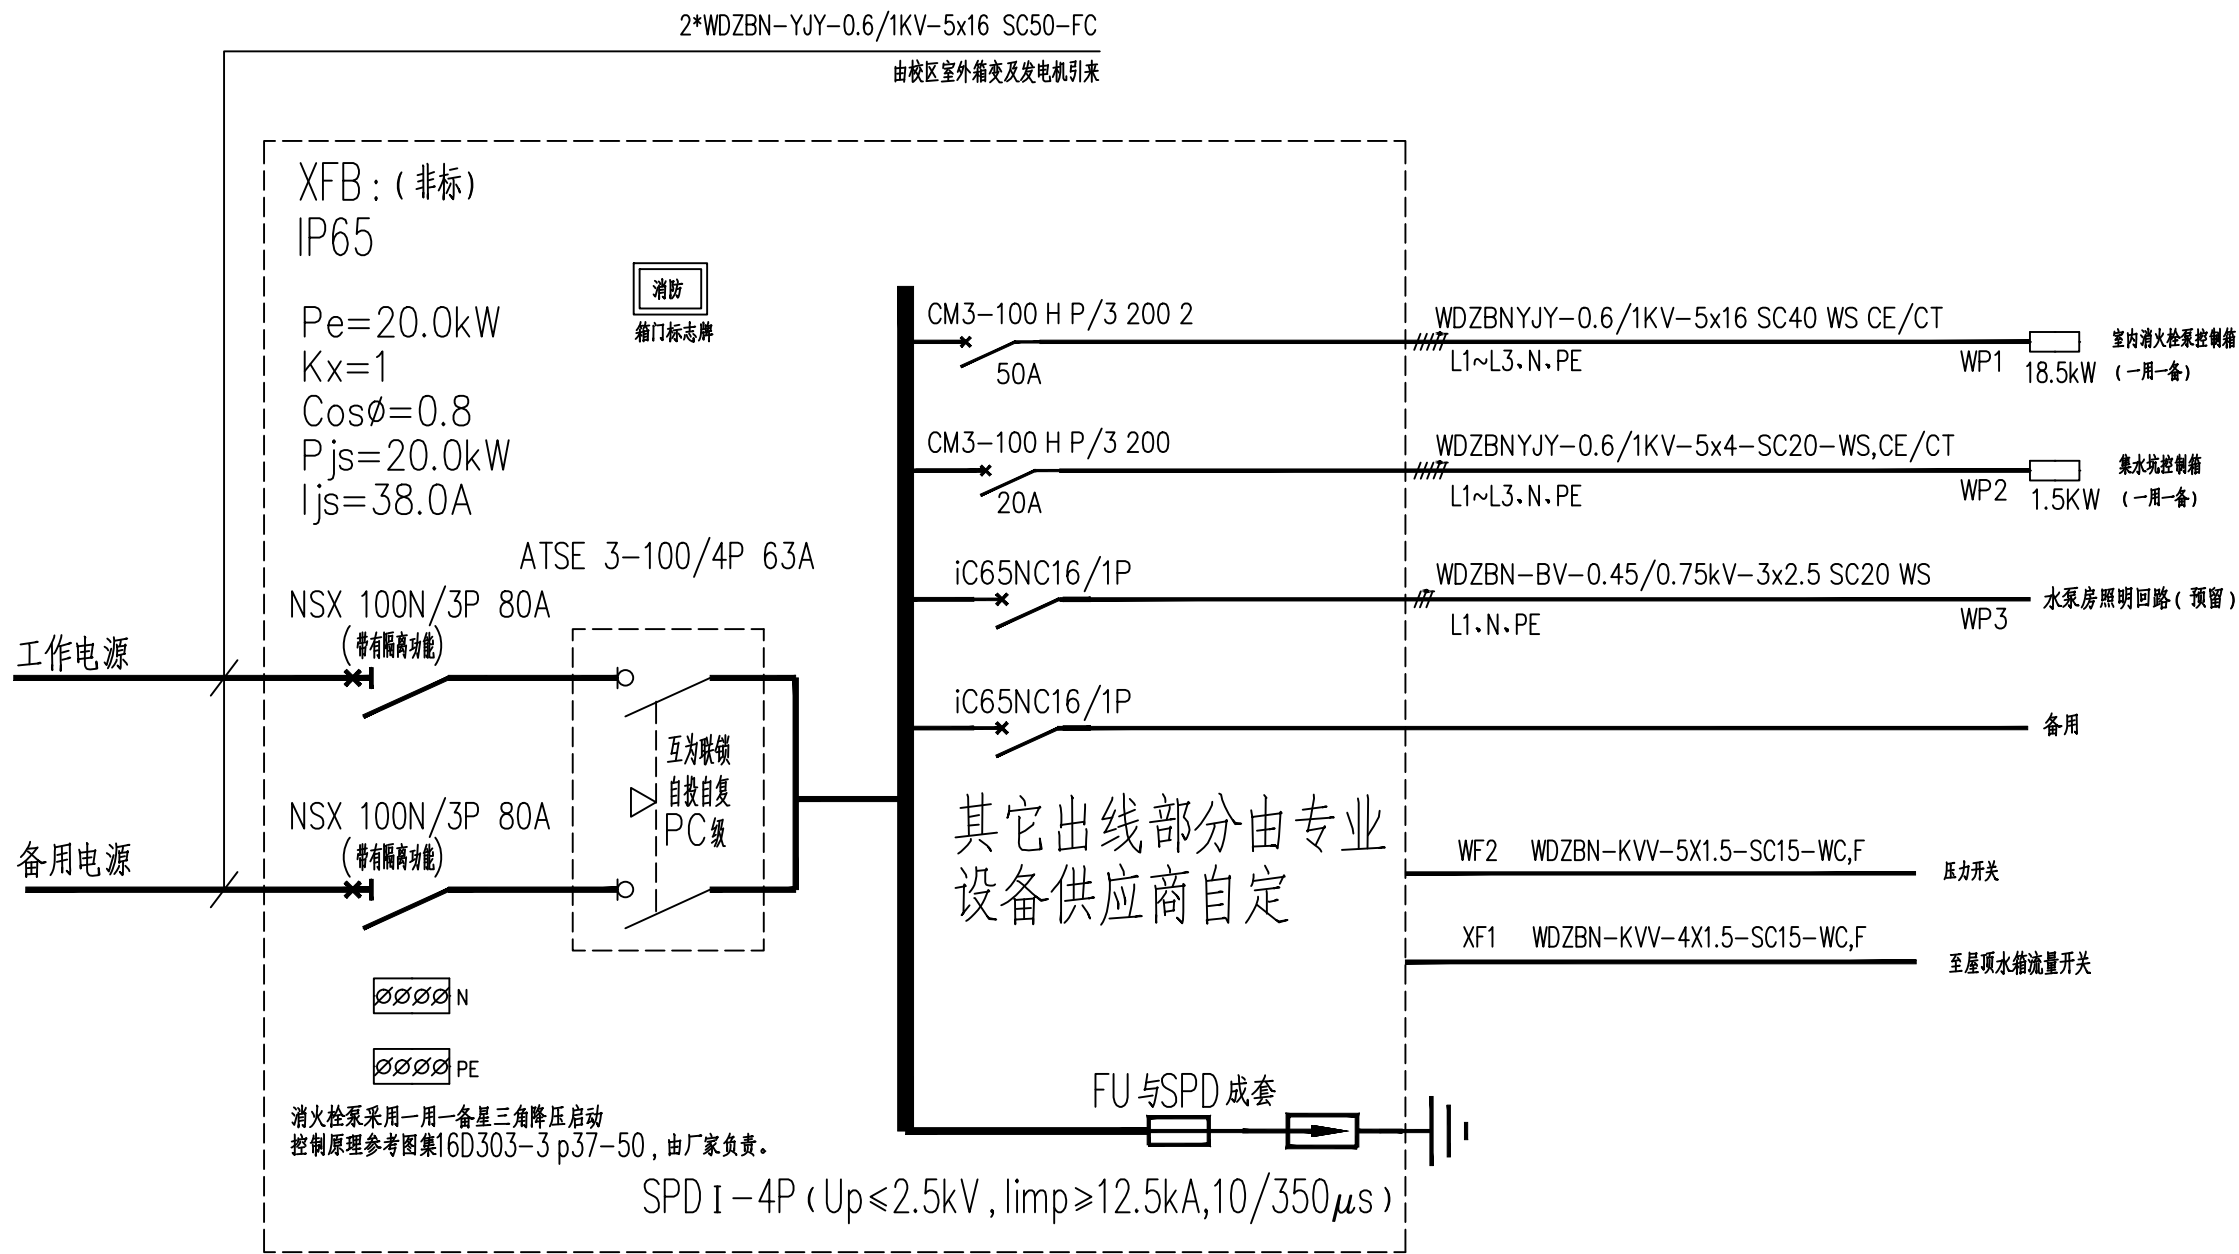 2*WDZBN-YJY-0.6/1KV-5x16 SC50-FC
由校区室外箱变及发电机引来
XFB:(非标)
IP65
消防
箱门标志牌
Pe=20.0kW
Kx=1
CosØ=0.8
Pjs=20.0kW
Ijs=38.0A
ATSE 3-100/4P 63A
NSX 100N/3P 80A
(带有隔离功能)
工作电源
互为联锁
自投自复
PC级
NSX 100N/3P 80A
(带有隔离功能)
备用电源
N
PE
消火栓泵采用一用一备星三角降压启动
控制原理参考图集16D303-3 p37-50,由厂家负责。
CM3-100 H P/3 200 2
50A
WDZBNYJY-0.6/1KV-5x16 SC40 WS CE/CT
L1~L3、N、PE
WP1
18.5kW
室内消火栓泵控制箱
(一用一备)
CM3-100 H P/3 200
20A
WDZBNYJY-0.6/1KV-5x4-SC20-WS,CE/CT
L1~L3、N、PE
WP2
1.5KW
集水坑控制箱
(一用一备)
iC65NC16/1P
WDZBN-BV-0.45/0.75kV-3x2.5 SC20 WS
L1、N、PE
WP3
水泵房照明回路(预留)
iC65NC16/1P
备用
其它出线部分由专业
设备供应商自定
WF2 WDZBN-KVV-5X1.5-SC15-WC,F
压力开关
XF1 WDZBN-KVV-4X1.5-SC15-WC,F
至屋顶水箱流量开关
FU与SPD成套
SPD I-4P(Up≤2.5kV,Iimp≥12.5kA,10/350μs)